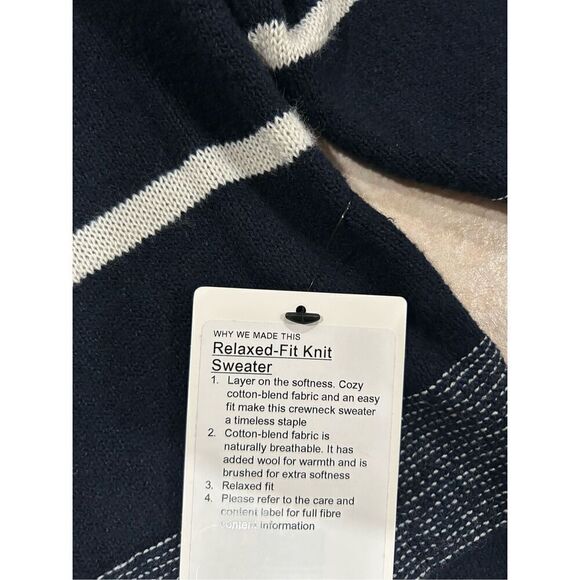 WHY WE MADE THIS
Relaxed-Fit Knit
Sweater
1. Layer on the softness. Cozy
cotton-blend fabric and an easy
fit make this crewneck sweater
a timeless staple
2. Cotton-blend fabric is
naturally breathable. It has
added wool for warmth and is
brushed for extra softness
3. Relaxed fit
4. Please refer to the care and
content label for full fibre
content information